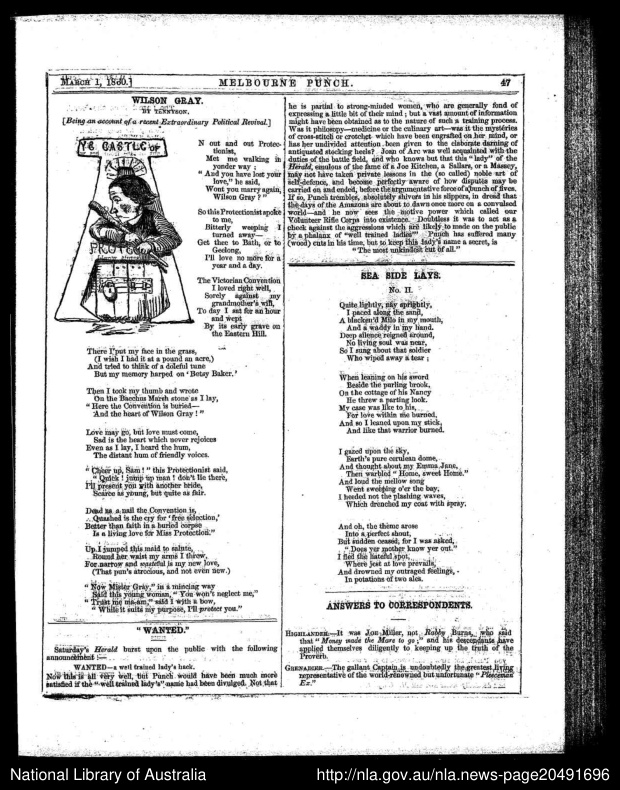 MARCH 1, 1860.]
MELBOURNE PUNCH.
47
WILSON GRAY.
BY TENNYSON.
[Being an account of a recent Extraordinary Political Revival.]
YE CASTLE OF
PROTEC
N out and out Protec-
tionist,
Met me walking in
yonder way;
"And you have lost your
love," he said,
Wont you marry again,
Wilson Gray?"
So this Protectionist spoke
to me,
Bitterly weeping I
turned away—
Get thee to Bath, or to
Geelong,
I'll love no more for a
year and a day.
The Victorian Convention
I loved right well,
Sorely against my
grandmother's will,
To day I sat for an hour
and wept
By its early grave on
the Eastern Hill.
There I put my face in the grass,
(I wish I had it at a pound an acre,)
And tried to think of a doleful tune
But my memory harped on 'Betsy Baker.'
Then I took my thumb and wrote
On the Bacchus Marsh stone as I lay,
"Here the Convention is buried—
And the heart of Wilson Gray!"
Love may go, but love must come,
Sad is the heart which never rejoices
Even as I lay, I heard the hum,
The distant hum of friendly voices.
"Cheer up, Sam!" this Protectionist said,
"Quick! jump up man! don't lie there,
I'll present you with another bride,
Scarce as young, but quite as fair.
Dead as a nail the Convention is,
Quashed is the cry for 'free selection,'
Better than faith in a buried corpse
Is a living love for Miss Protection."
Up I jumped this maid to salute,
Round her waist my arms I threw,
For narrow and wasteful is my new love,
(That pun's atrocious, and not even new.)
"Now Mister Gray," in a mincing way
Said this young woman, "You won't neglect me,"
"Trust me ma-am," said I with a bow,
"While it suits my purpose, I'll protect you."
"WANTED."
Saturday's Herald burst upon the public with the following
announcement:—
WANTED—a well trained lady's hack.
Now this is all very well, but Punch would have been much more
satisfied if the "well trained lady's" name had been divulged. Not that
he is partial to strong-minded women, who are generally fond of
expressing a little bit of their mind; but a vast amount of information
might have been obtained as to the nature of such a training process.
Was it philosophy—medicine or the culinary art—was it the mysteries
of cross-stitch or crotchet which have been engrafted on her mind, or
has her undivided attention been given to the elaborate darning of
antiquated stocking heels? Joan of Arc was well acquainted with the
duties of the battle field, and who knows but that this "lady" of the
Herald, emulous of the fame of a Joe Kitchen, a Sallars, or a Massey,
may not have taken private lessons in the (so called) noble art of
self-defence, and become perfectly aware of how disputes may be
carried on and ended, before the argumentative force of a bunch of fives.
If so, Punch trembles, absolutely shivers in his slippers, in dread that
the days of the Amazons are about to dawn once more on a convulsed
world—and he now sees the motive power which called our
Volunteer Rifle Corps into existence. Doubtless it was to act as a
check against the aggressions which are likely to made on the public
by a phalanx of "well trained ladies'" Punch has suffered many
(wood) cuts in his time, but to keep this lady's name a secret, is
"The most unkindest cut of all."
SEA SIDE LAYS.
No. II.
Quite lightly, nay sprightly,
I paced along the sand,
A blacken'd Milo in my mouth,
And a waddy in my hand.
Deep silence reigned around,
No living soul was near,
So I sung about that soldier
Who wiped away a tear;
When leaning on his sword
Beside the purling brook,
On the cottage of his Nancy
He threw a parting look.
My case was like to his,
For love within me burned,
And so I leaned upon my stick,
And like that warrior burned.
I gazed upon the sky,
Earth's pure cerulean dome,
And thought about my Emma Jane,
Then warbled "Home, sweet Home."
And loud the mellow song
Went sweeping o'er the bay,
I heeded not the plashing waves,
Which drenched my coat with spray.
And oh, the theme arose
Into a perfect shout,
But sudden ceased, for I was asked,
"Does yer mother know yer out."
I fled the hateful spot,
Where jest at love prevails,
And drowned my outraged feelings,
In potations of two ales.
ANSWERS TO CORRESPONDENTS.
HIGHLANDER.—It was Jon Miller, not Robby Burns, who said
that "Money made the Mare to go;" and his descendants have
applied themselves diligently to keeping up the truth of the
Proverb.
GRENADIER.—The gallant Captain is undoubtedly the greatest living
representative of the world-renowned but unfortunate "Pleeceman
Ex."
National Library of Australia
http://nla.gov.au/nla.news-page20491696